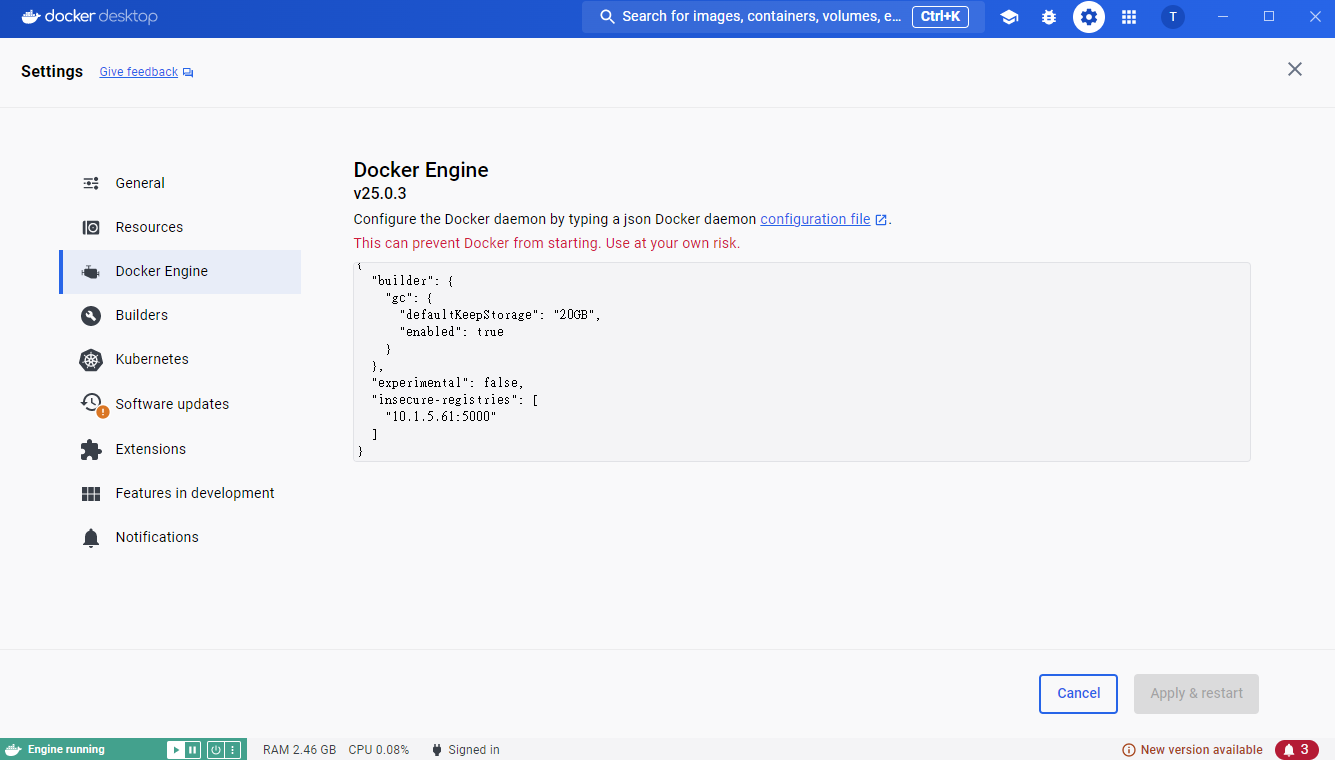 docker desktop
Search for images, containers, volumes, e...
Ctrl+K
T
Settings
Give feedback
General
Resources
Docker Engine
Builders
Kubernetes
Software updates
Extensions
Features in development
Notifications
Docker Engine
v25.0.3
Configure the Docker daemon by typing a json Docker daemon configuration file.
This can prevent Docker from starting. Use at your own risk.
{
"builder": {
"gc": {
"defaultKeepStorage": "20GB",
"enabled": true
}
},
"experimental": false,
"insecure-registries": [
"10.1.5.61:5000"
]
}
Cancel
Apply & restart
Engine running
RAM 2.46 GB
CPU 0.08%
Signed in
New version available
3